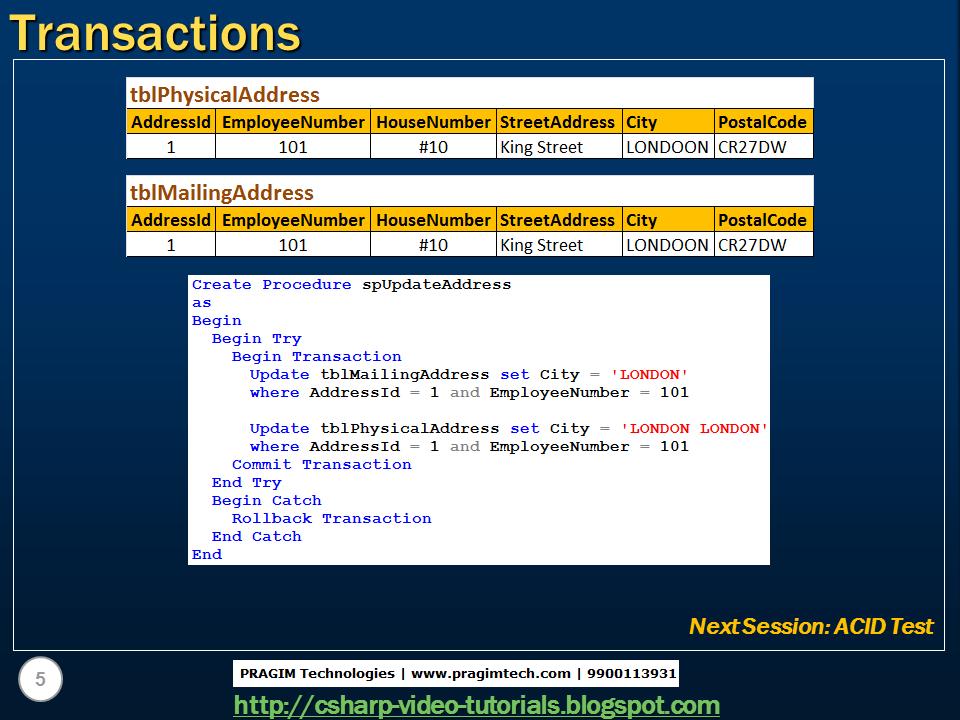 Transactions
tblPhysicalAddress
AddressId EmployeeNumber HouseNumber StreetAddress City PostalCode
1 101 #10 King Street LONDOON CR27DW
tblMailingAddress
AddressId EmployeeNumber HouseNumber StreetAddress City PostalCode
1 101 #10 King Street LONDOON CR27DW
Create Procedure spUpdateAddress
as
Begin
Begin Try
Begin Transaction
Update tblMailingAddress set City = 'LONDON'
where AddressId = 1 and EmployeeNumber = 101
Update tblPhysicalAddress set City = 'LONDON LONDON'
where AddressId = 1 and EmployeeNumber = 101
Commit Transaction
End Try
Begin Catch
Rollback Transaction
End Catch
End
Next Session: ACID Test
5
PRAGIM Technologies | www.pragimtech.com | 9900113931
http://csharp-video-tutorials.blogspot.com